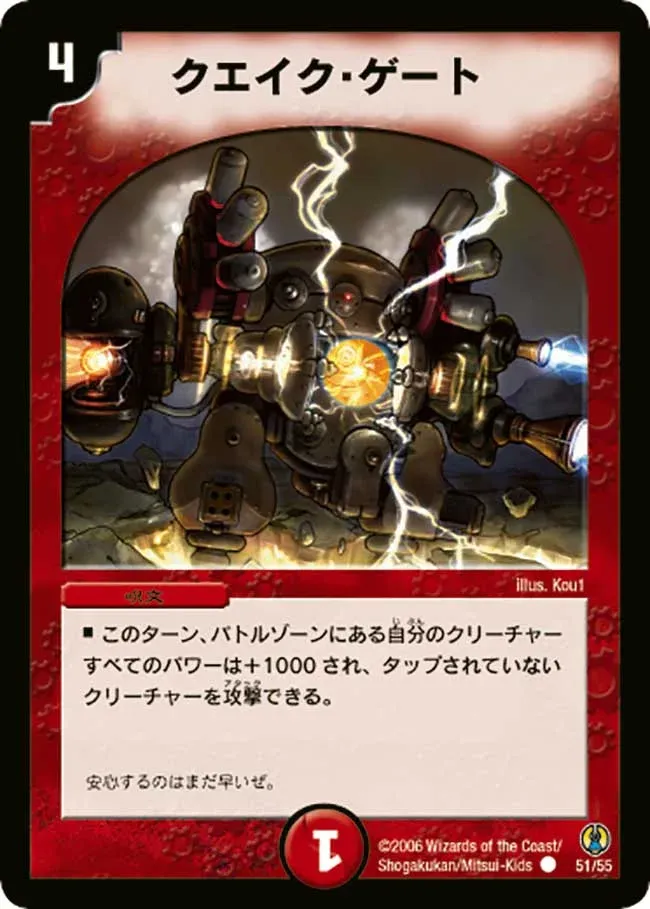 4
クエイク・ゲート
illus. Kou1
呪文
■ このターン、バトルゾーンにある自分のクリーチャー
すべてのパワーは+1000 され、タップされていない
クリーチャーを攻撃できる。
安心するのはまだ早いぜ。
1
©2006 Wizards of the Coast/
Shogakukan/Mitsui-Kids
51/55